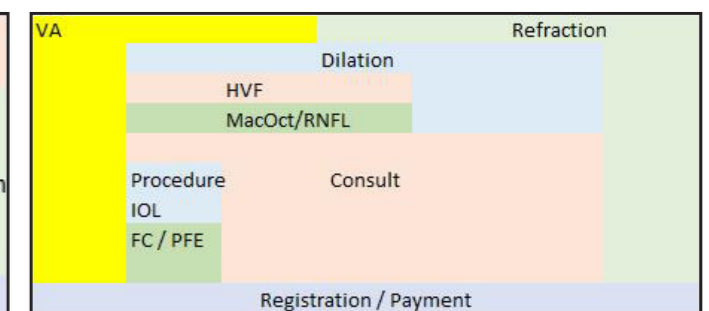 VA Refraction
Dilation
HVF
MacOct/RNFL
Procedure Consult
IOL
FC / PFE
Registration / Payment